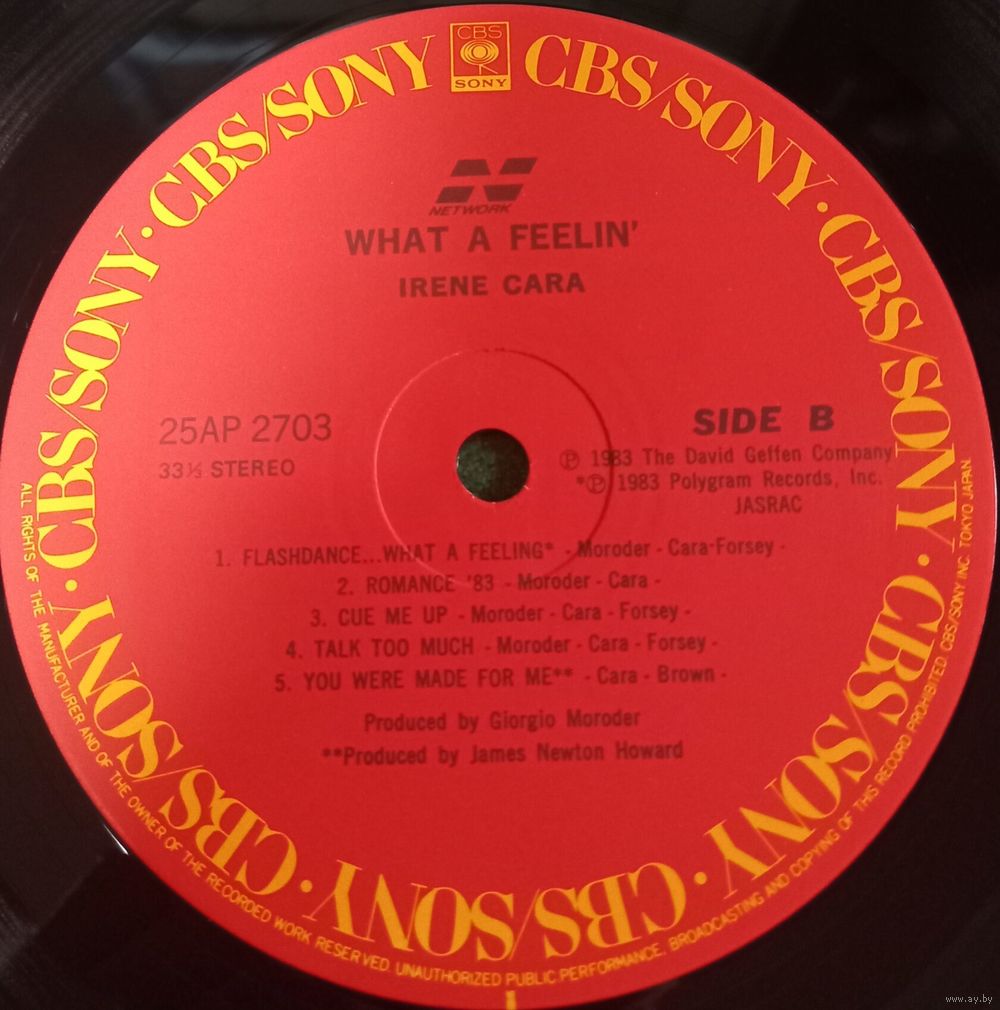 CBS
SONY
CBS/SONY · CBS/SONY · CBS/SONY · CBS/SONY · CBS/SONY · CBS/SONY · CBS/SONY
NETWORK
WHAT A FEELIN'
IRENE CARA
25AP 2703
33⅓ STEREO
SIDE B
Ⓟ 1983 The David Geffen Company
*Ⓟ 1983 Polygram Records, Inc.
JASRAC
1. FLASHDANCE...WHAT A FEELING* - Moroder - Cara-Forsey -
2. ROMANCE '83 - Moroder - Cara -
3. CUE ME UP - Moroder - Cara - Forsey -
4. TALK TOO MUCH - Moroder - Cara - Forsey -
5. YOU WERE MADE FOR ME** - Cara - Brown -
Produced by Giorgio Moroder
**Produced by James Newton Howard
ALL RIGHTS OF THE MANUFACTURER AND OF THE OWNER OF THE RECORDED WORK RESERVED. UNAUTHORIZED PUBLIC PERFORMANCE, BROADCASTING AND COPYING OF THIS RECORD PROHIBITED CBS/SONY INC. TOKYO JAPAN.
www.ay.by